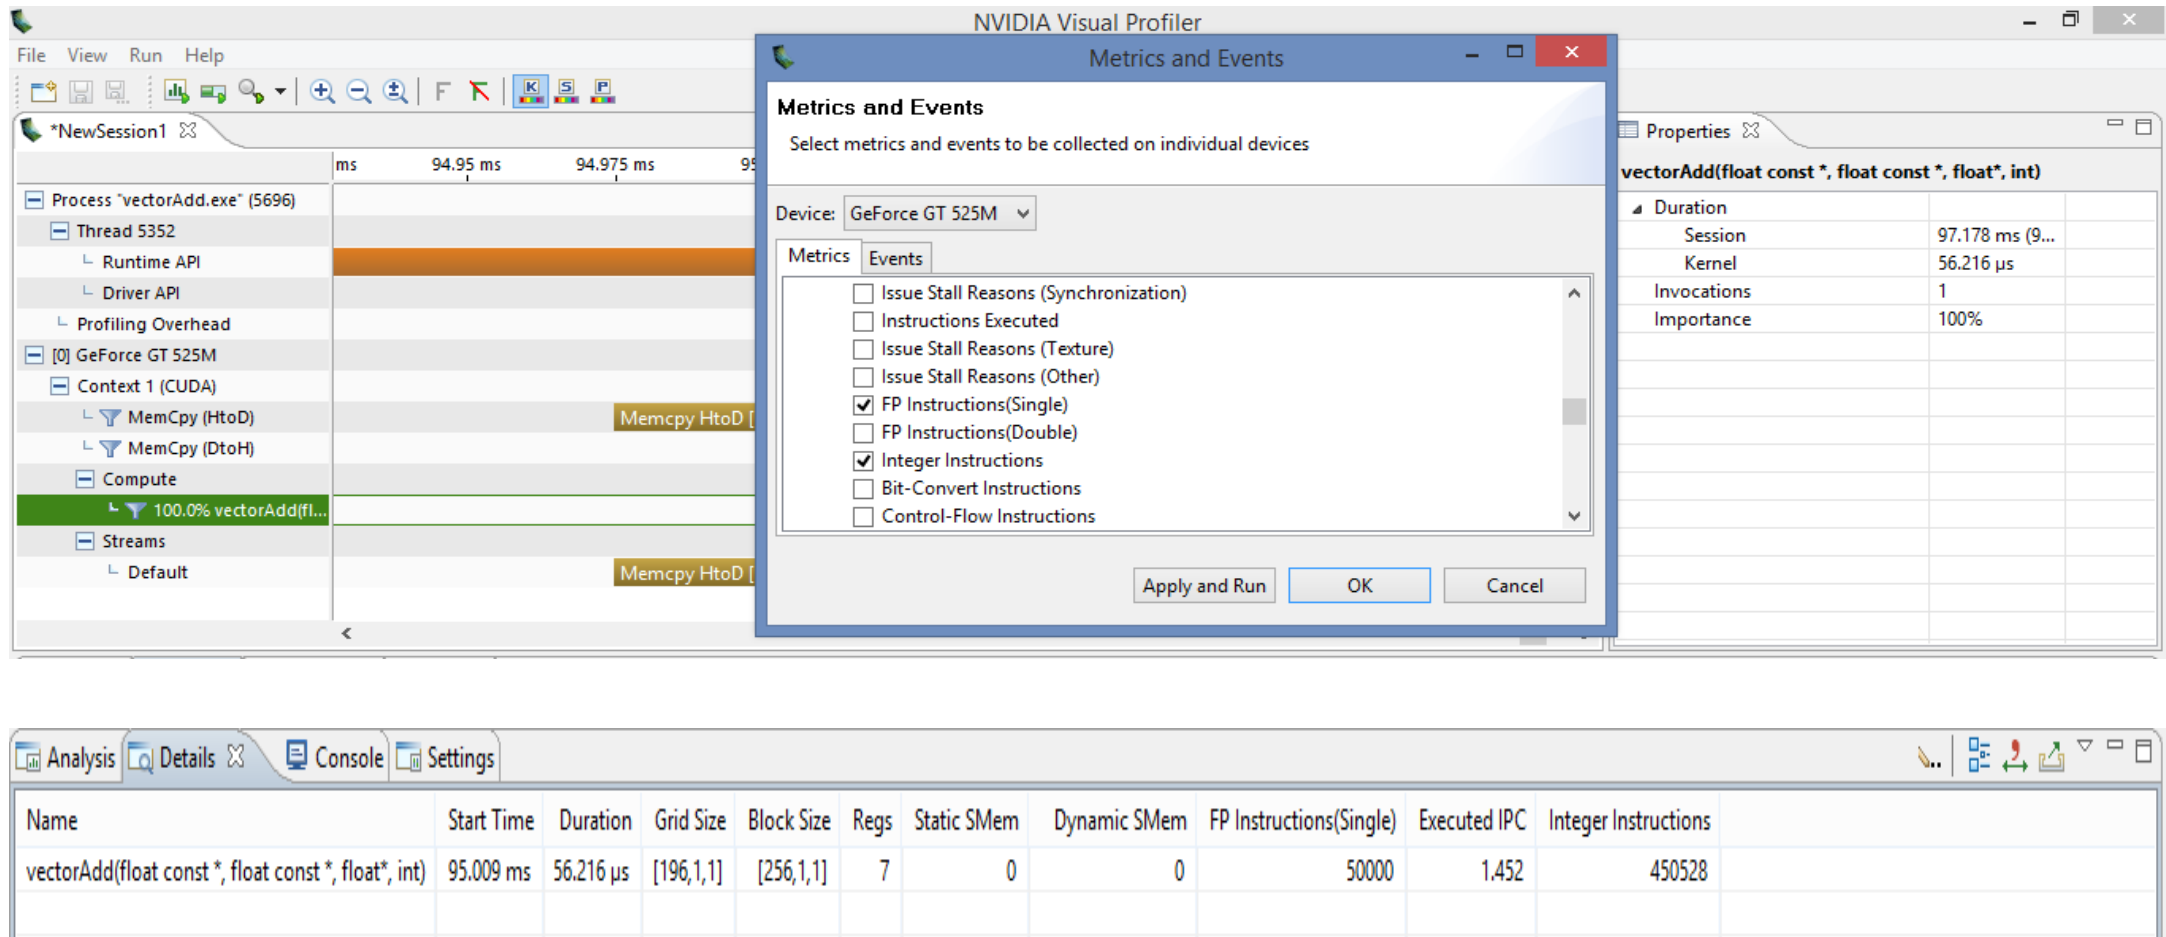 NVIDIA Visual Profiler
File View Run Help
*NewSession1
ms 94.95 ms 94.975 ms 95
Process "vectorAdd.exe" (5696)
Thread 5352
Runtime API
Driver API
Profiling Overhead
[0] GeForce GT 525M
Context 1 (CUDA)
MemCpy (HtoD)
Memcpy HtoD [
MemCpy (DtoH)
Compute
100.0% vectorAdd(fl...
Streams
Default
Memcpy HtoD [
Metrics and Events
Metrics and Events
Select metrics and events to be collected on individual devices
Device: GeForce GT 525M
Metrics Events
Issue Stall Reasons (Synchronization)
Instructions Executed
Issue Stall Reasons (Texture)
Issue Stall Reasons (Other)
FP Instructions(Single)
FP Instructions(Double)
Integer Instructions
Bit-Convert Instructions
Control-Flow Instructions
Apply and Run OK Cancel
Properties
vectorAdd(float const *, float const *, float*, int)
Duration
Session 97.178 ms (9...
Kernel 56.216 µs
Invocations 1
Importance 100%
Analysis Details Console Settings
Name Start Time Duration Grid Size Block Size Regs Static SMem Dynamic SMem FP Instructions(Single) Executed IPC Integer Instructions
vectorAdd(float const *, float const *, float*, int) 95.009 ms 56.216 µs [196,1,1] [256,1,1] 7 0 0 50000 1.452 450528